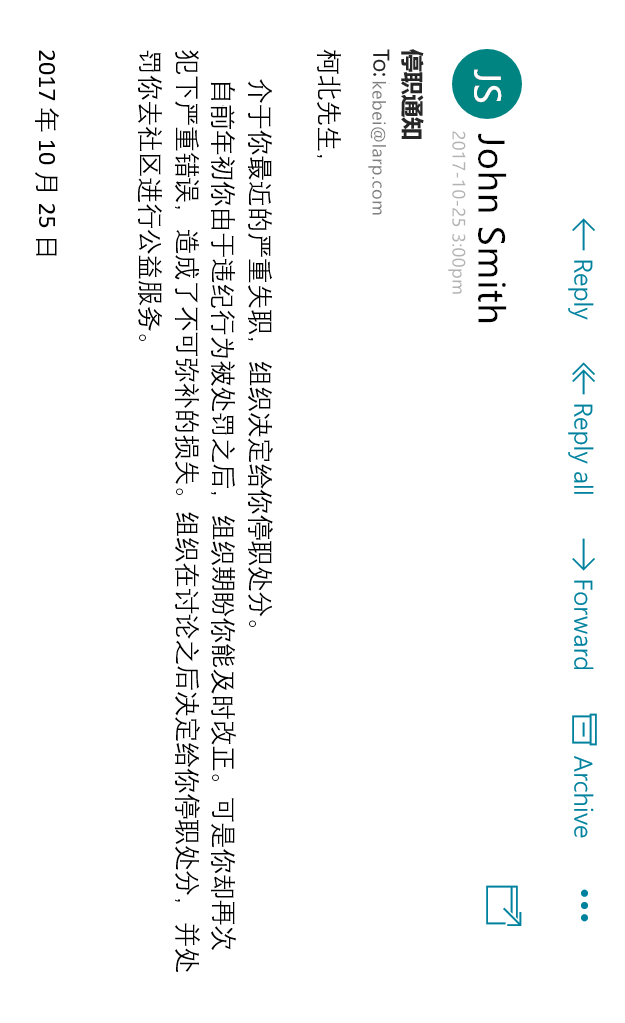 Reply Reply all Forward Archive
JS John Smith
2017-10-25 3:00pm
停职通知
To: kebei@larp.com
柯北先生，
介于你最近的严重失职，组织决定给你停职处分。
自前年初你由于违纪行为被处罚之后，组织期盼你能及时改正。可是你却再次
犯下严重错误，造成了不可弥补的损失。组织在讨论之后决定给你停职处分，并处
罚你去社区进行公益服务。
2017 年 10 月 25 日